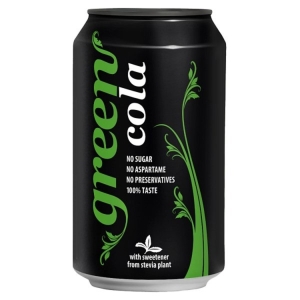 green
cola
NO SUGAR
NO ASPARTAME
NO PRESERVATIVES
100% TASTE
with sweetener
from stevia plant